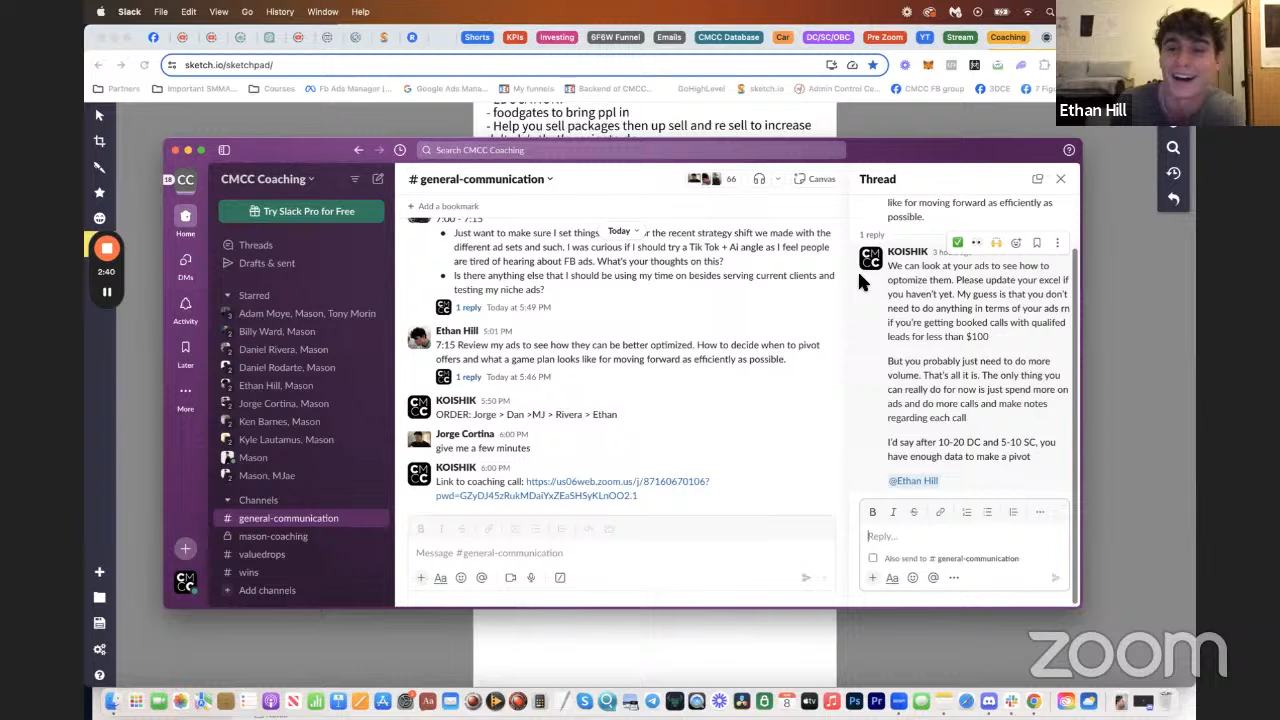 Slack File Edit View Go History Window Help
Shorts KPIs Investing 6F6W Funnel Emails CMCC Database Car DC/SC/OBC Pre Zoom YT Stream Coaching
sketch.io/sketchpad/
Partners Important SMMA... Courses Fb Ads Manager |... Google Ads Mana... My funnels Backend of CMCC... GoHighLevel sketch.io Admin Control Ce... CMCC FB group 3DCE 7 Figu
Ethan Hill
- foodgates to bring ppl in
- Help you sell packages then up sell and re sell to increase
2:40
Search CMCC Coaching
18 CC
CMCC Coaching
Try Slack Pro for Free
Home
DMs
Activity
Later
More
Threads
Drafts & sent
Starred
3 Adam Moye, Mason, Tony Morin
2 Billy Ward, Mason
2 Daniel Rivera, Mason
2 Daniel Rodarte, Mason
2 Ethan Hill, Mason
2 Jorge Cortina, Mason
2 Ken Barnes, Mason
2 Kyle Lautamus, Mason
Mason
2 Mason, MJae
Channels
# general-communication
mason-coaching
# valuedrops
# wins
Add channels
# general-communication
66
Canvas
Add a bookmark
7:00 - 7:15
Today
Just want to make sure I set things
r the recent strategy shift we made with the
different ad sets and such. I was curious if I should try a Tik Tok + Ai angle as I feel people
are tired of hearing about FB ads. What's your thoughts on this?
Is there anything else that I should be using my time on besides serving current clients and
testing my niche ads?
CMCC 1 reply Today at 5:49 PM
Ethan Hill 5:01 PM
7:15 Review my ads to see how they can be better optimized. How to decide when to pivot
offers and what a game plan looks like for moving forward as efficiently as possible.
CMCC 1 reply Today at 5:46 PM
CMCC KOISHIK 5:50 PM
ORDER: Jorge > Dan >MJ > Rivera > Ethan
Jorge Cortina 6:00 PM
give me a few minutes
CMCC KOISHIK 6:00 PM
Link to coaching call: https://us06web.zoom.us/j/87160670106?
pwd=GZyDJ45zRukMDaiYxZEaSHSyKLnOO2.1
Message #general-communication
Thread
like for moving forward as efficiently as
possible.
1 reply
CMCC KOISHIK 3 ho
We can look at your ads to see how to
optomize them. Please update your excel if
you haven't yet. My guess is that you don't
need to do anything in terms of your ads rn
if you're getting booked calls with qualifed
leads for less than $100
But you probably just need to do more
volume. That's all it is. The only thing you
can really do for now is just spend more on
ads and do more calls and make notes
regarding each call
I'd say after 10-20 DC and 5-10 SC, you
have enough data to make a pivot
@Ethan Hill
Reply...
Also send to # general-communication
zoom